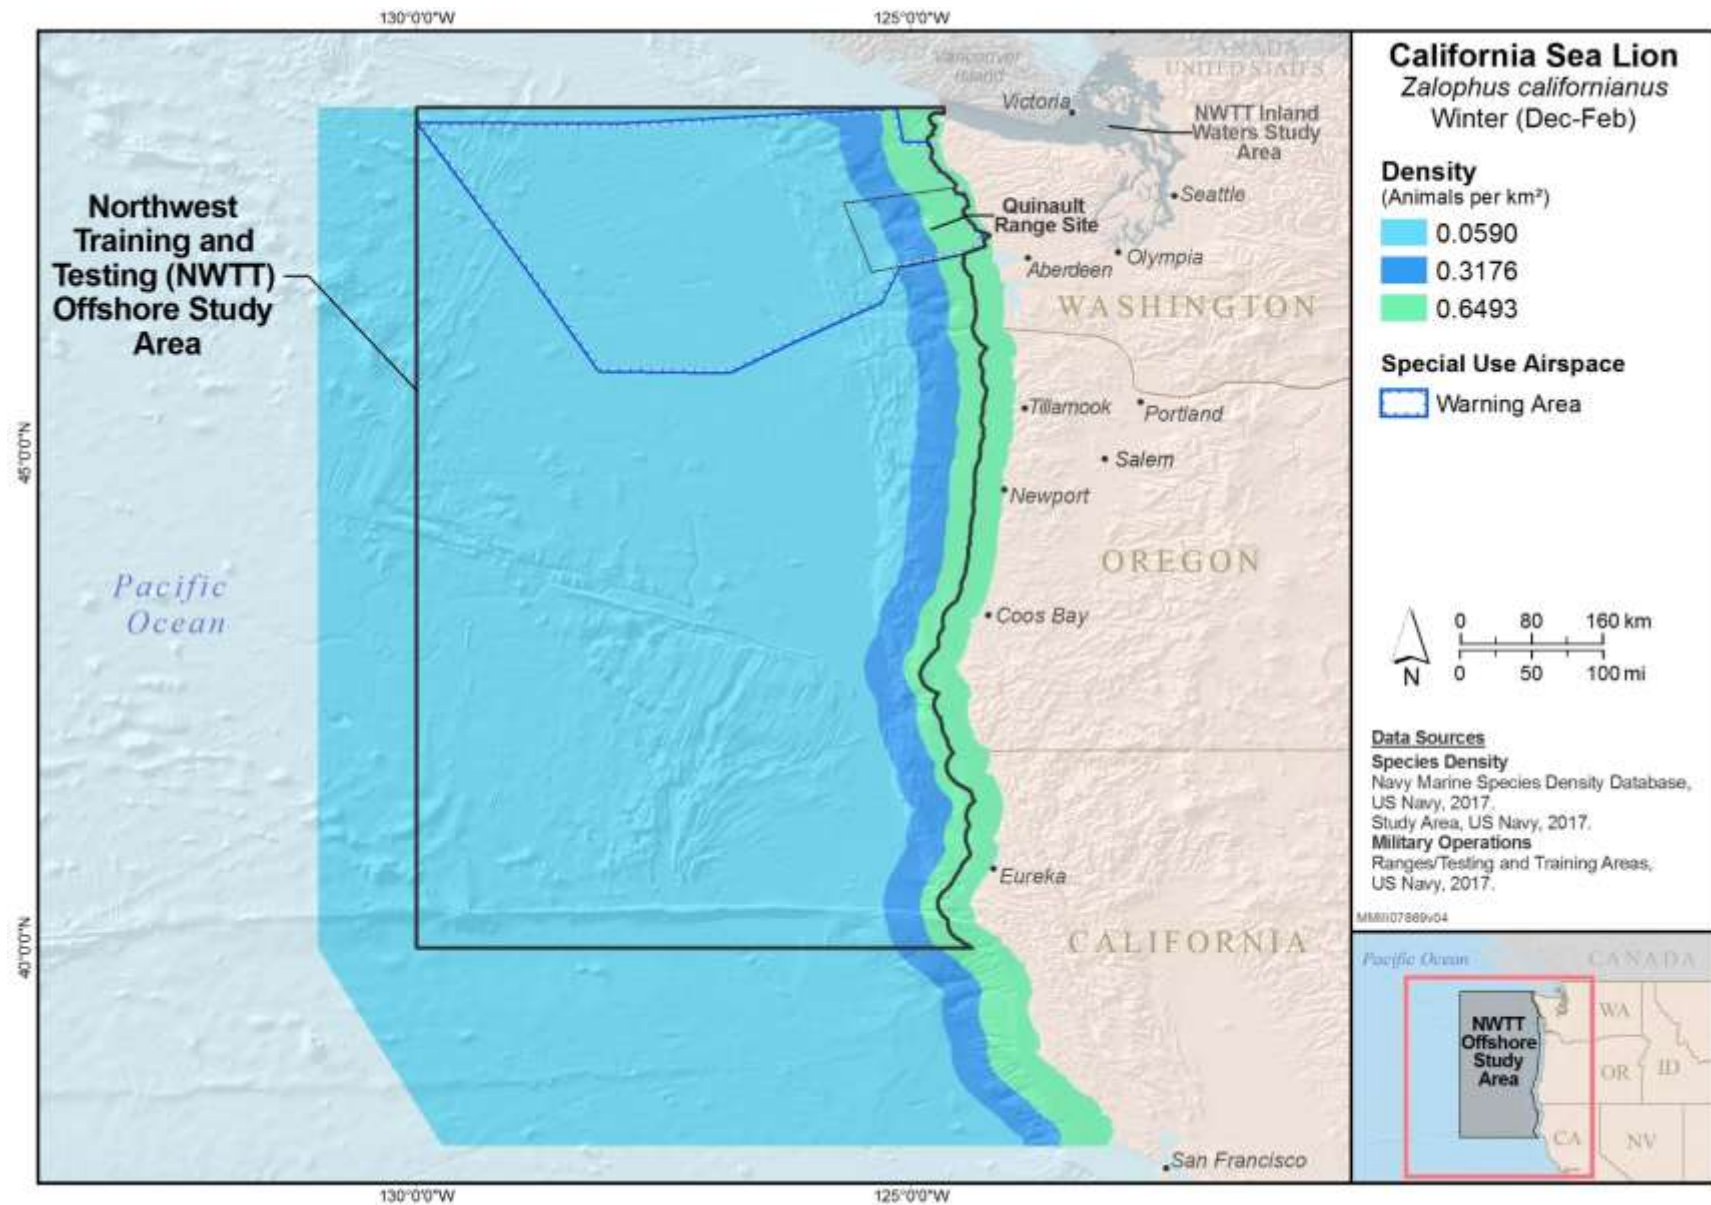 130°0'0"W
125°0'0"W
Vancouver
Island
CANADA
UNITED STATES
Victoria
NWTT Inland
Waters Study
Area
Seattle
Northwest
Training and
Testing (NWTT)
Offshore Study
Area
Quinault
Range Site
Aberdeen
Olympia
WASHINGTON
Tillamook
Portland
Salem
45°0'0"N
Newport
OREGON
Pacific
Ocean
Coos Bay
Eureka
CALIFORNIA
40°0'0"N
San Francisco
130°0'0"W
125°0'0"W
California Sea Lion
Zalophus californianus
Winter (Dec-Feb)
Density
(Animals per km²)
0.0590
0.3176
0.6493
Special Use Airspace
Warning Area
0 80 160 km
0 50 100 mi
N
Data Sources
Species Density
Navy Marine Species Density Database,
US Navy, 2017.
Study Area, US Navy, 2017.
Military Operations
Ranges/Testing and Training Areas,
US Navy, 2017.
Pacific Ocean
CANADA
NWTT
Offshore
Study
Area
WA
OR
ID
CA
NV